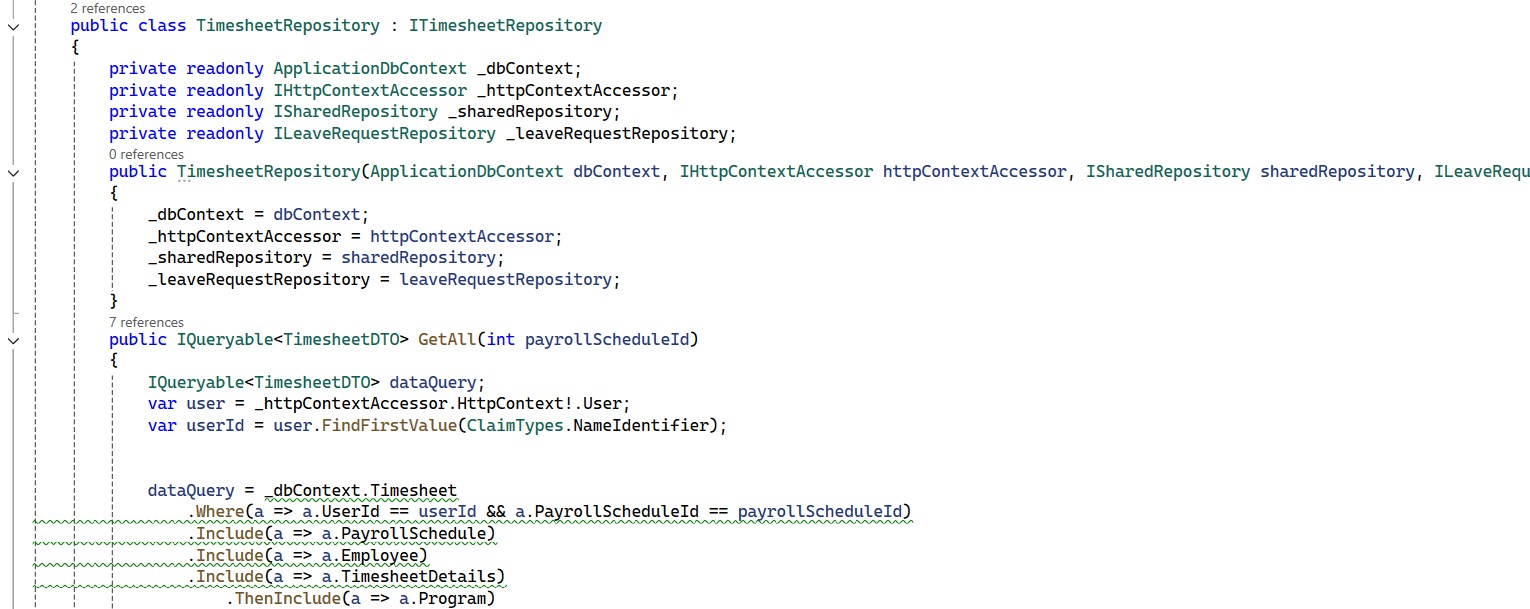 2 references
public class TimesheetRepository : ITimesheetRepository
{
private readonly ApplicationDbContext _dbContext;
private readonly IHttpContextAccessor _httpContextAccessor;
private readonly ISharedRepository _sharedRepository;
private readonly ILeaveRequestRepository _leaveRequestRepository;
0 references
public TimesheetRepository(ApplicationDbContext dbContext, IHttpContextAccessor httpContextAccessor, ISharedRepository sharedRepository, ILeaveRequ
{
_dbContext = dbContext;
_httpContextAccessor = httpContextAccessor;
_sharedRepository = sharedRepository;
_leaveRequestRepository = leaveRequestRepository;
}
7 references
public IQueryable<TimesheetDTO> GetAll(int payrollScheduleId)
{
IQueryable<TimesheetDTO> dataQuery;
var user = _httpContextAccessor.HttpContext!.User;
var userId = user.FindFirstValue(ClaimTypes.NameIdentifier);
dataQuery = _dbContext.Timesheet
.Where(a => a.UserId == userId && a.PayrollScheduleId == payrollScheduleId)
.Include(a => a.PayrollSchedule)
.Include(a => a.Employee)
.Include(a => a.TimesheetDetails)
.ThenInclude(a => a.Program)